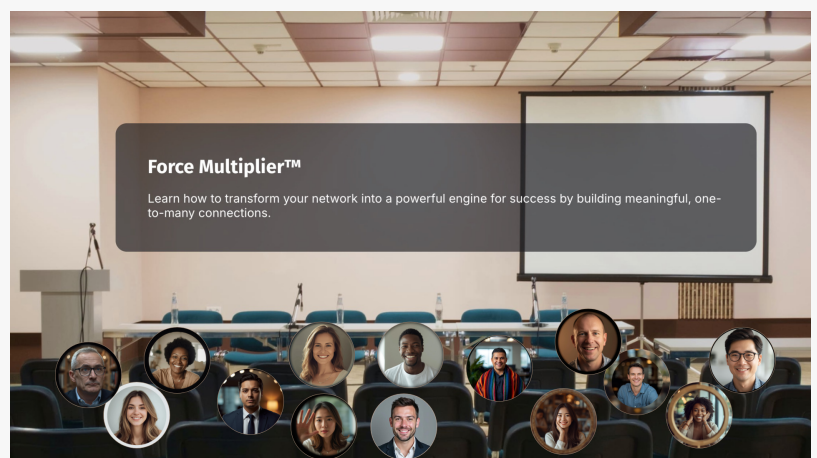 Force Multiplier™
Learn how to transform your network into a powerful engine for success by building meaningful, one-
to-many connections.